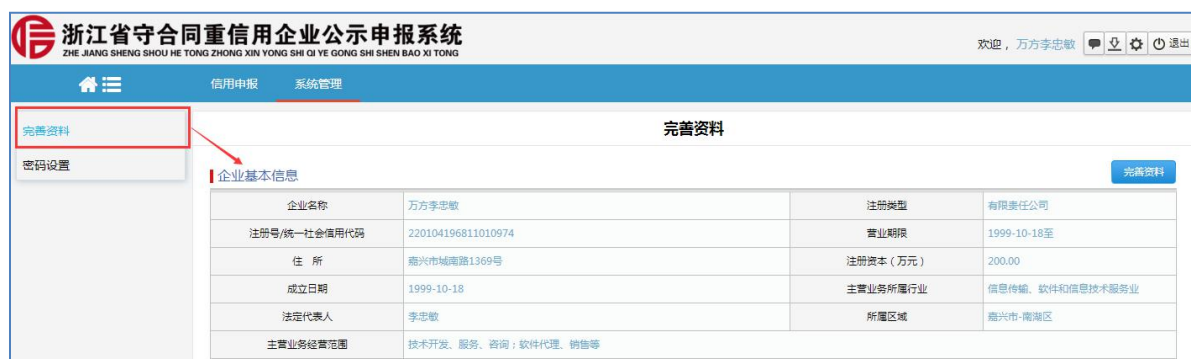 浙江省守合同重信用企业公示申报系统
ZHE JIANG SHENG SHOU HE TONG ZHONG XIN YONG SHI QI YE GONG SHI SHEN BAO XI TONG
欢迎，万方李忠敏 退出
信用申报 系统管理
完善资料
密码设置
完善资料
企业基本信息 完善资料
企业名称 万方李忠敏 注册类型 有限责任公司
注册号/统一社会信用代码 220104196811010974 营业期限 1999-10-18至
住 所 嘉兴市城南路1369号 注册资本（万元） 200.00
成立日期 1999-10-18 主营业务所属行业 信息传输、软件和信息技术服务业
法定代表人 李忠敏 所属区域 嘉兴市-南湖区
主营业务经营范围 技术开发、服务、咨询；软件代理、销售等